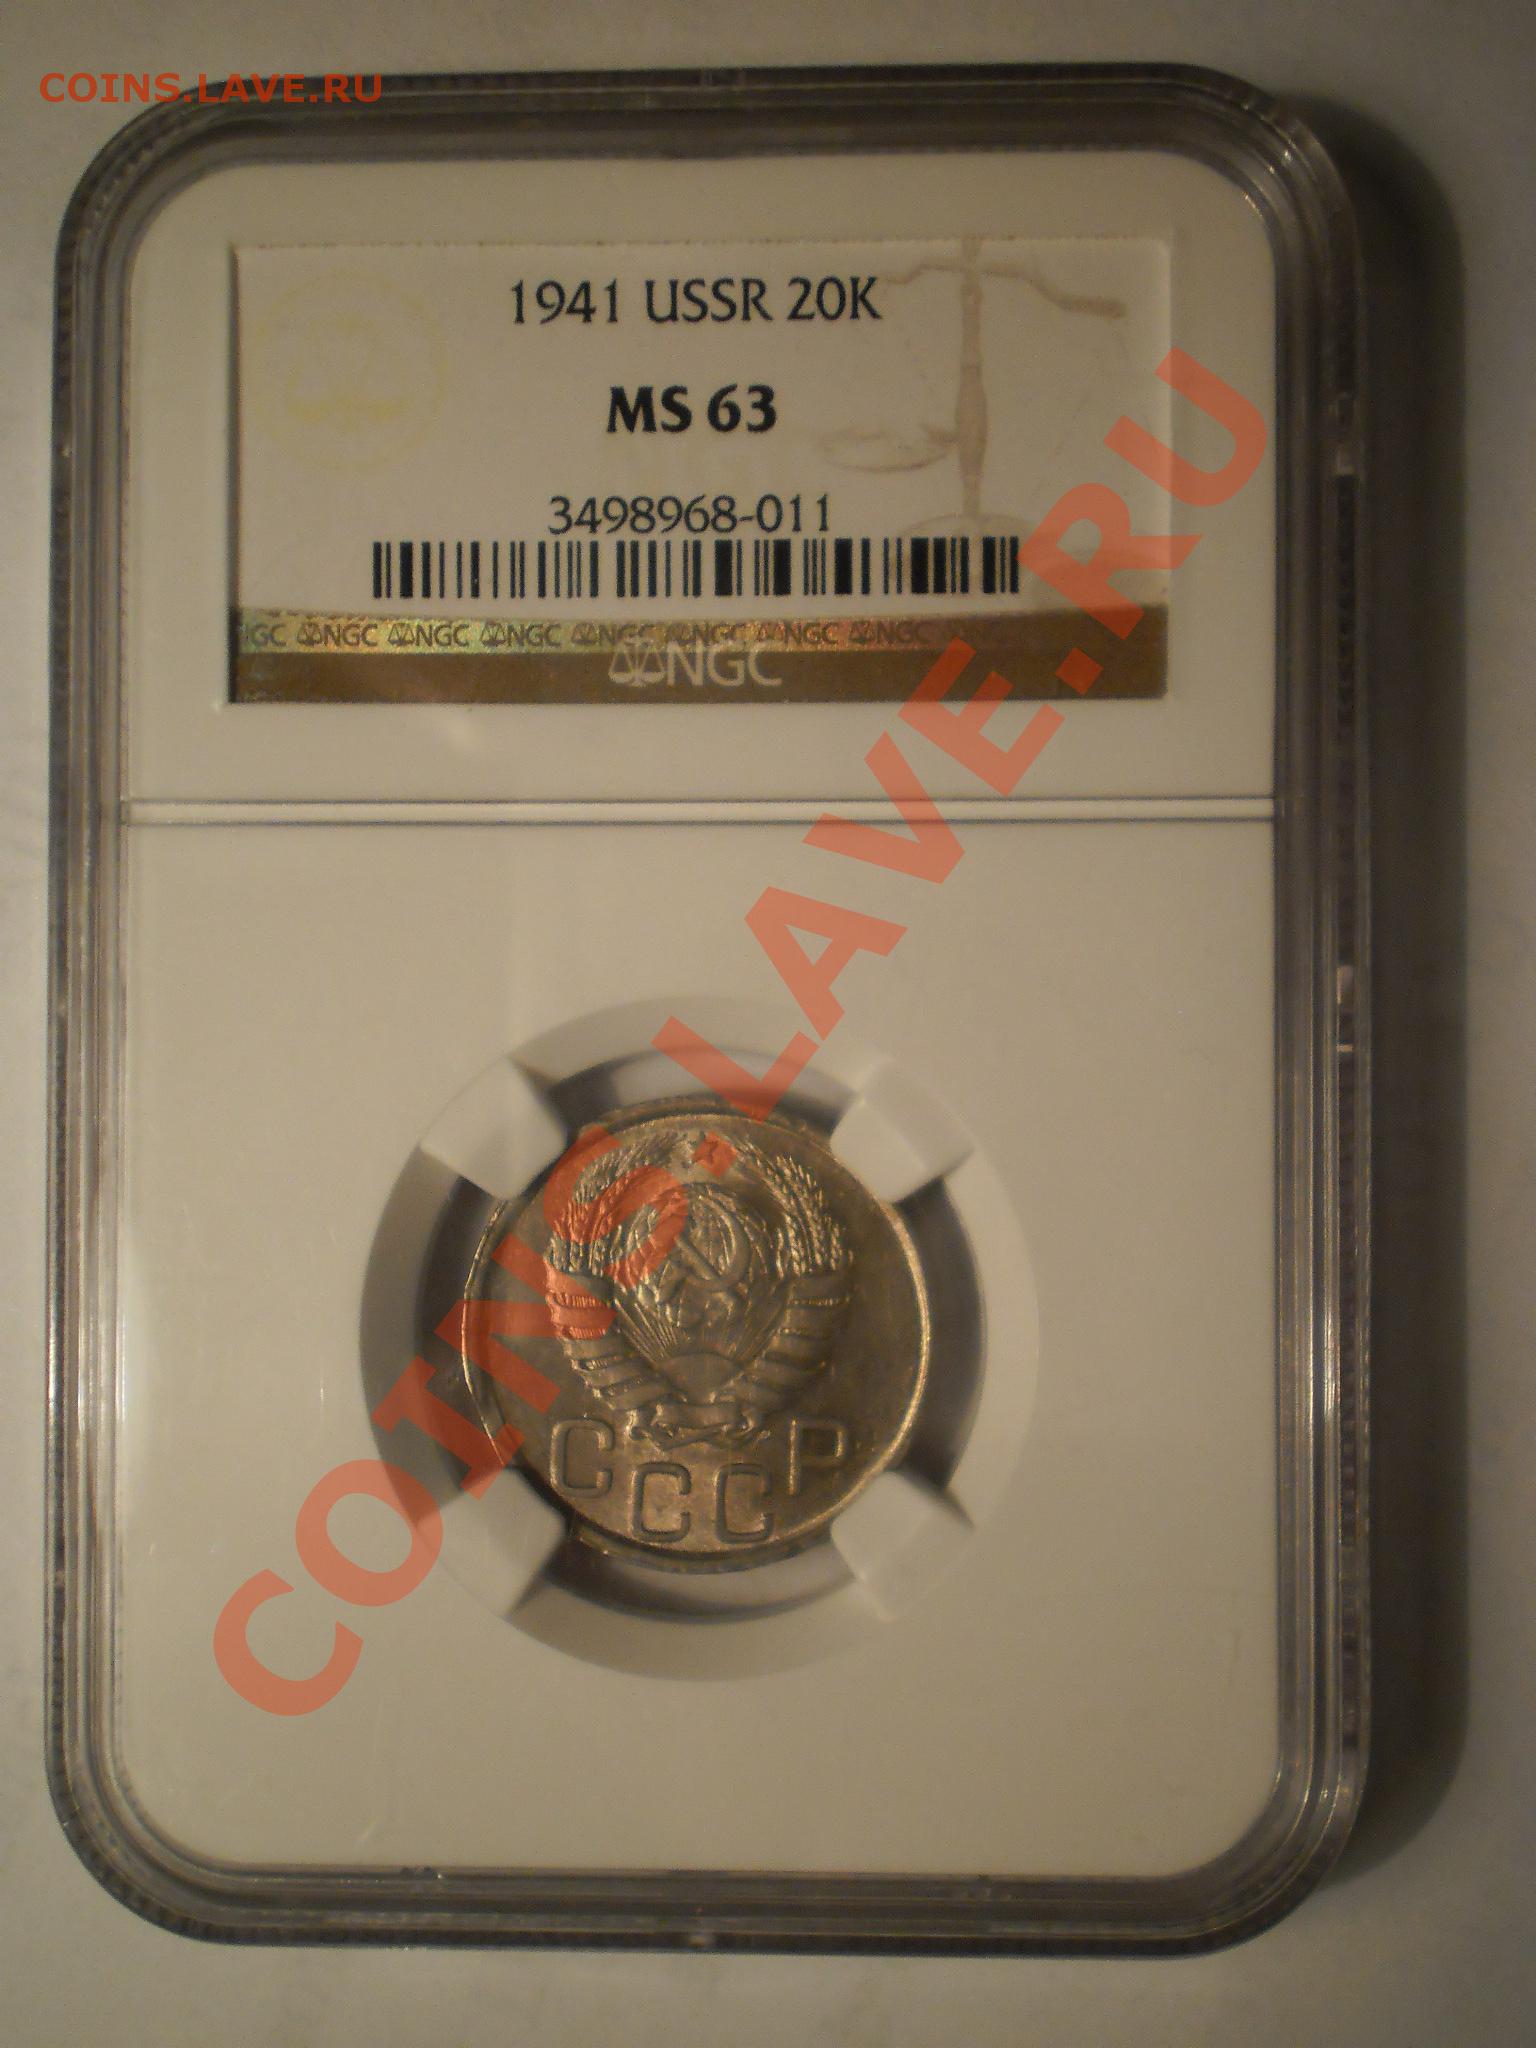 COINS.LAVE.RU
1941 USSR 20K
MS 63
3498968-011
GC NGC NGC NGC NGC NGC NGC NGC
NGC
COINS.LAVE.RU
СССР